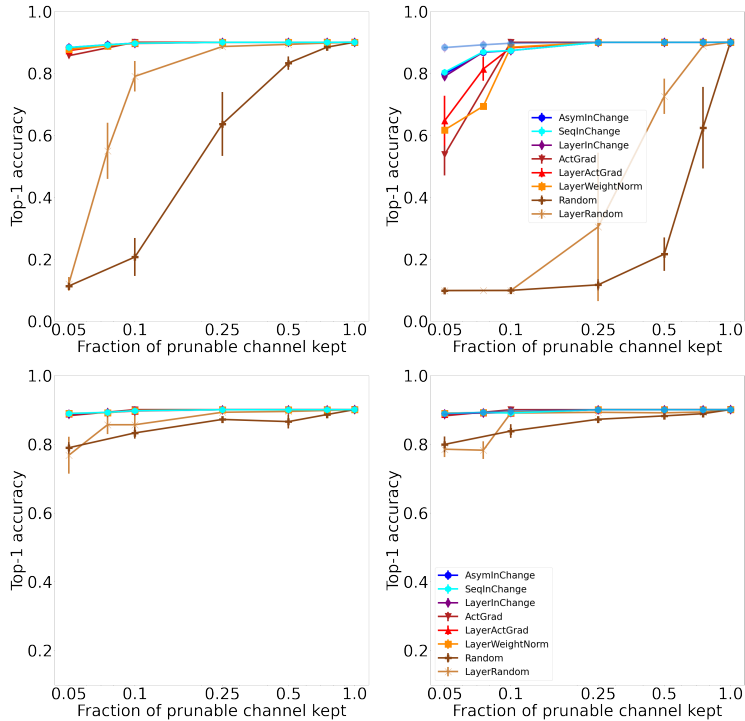 1.0
0.8
0.6
0.4
0.2
0.0
Top-1 accuracy
0.05 0.1 0.25 0.5 1.0
Fraction of prunable channel kept
1.0
0.8
0.6
0.4
0.2
0.0
Top-1 accuracy
AsymInChange
SeqInChange
LayerInChange
ActGrad
LayerActGrad
LayerWeightNorm
Random
LayerRandom
0.05 0.1 0.25 0.5 1.0
Fraction of prunable channel kept
1.0
0.8
0.6
0.4
0.2
Top-1 accuracy
0.05 0.1 0.25 0.5 1.0
Fraction of prunable channel kept
1.0
0.8
0.6
0.4
0.2
Top-1 accuracy
AsymInChange
SeqInChange
LayerInChange
ActGrad
LayerActGrad
LayerWeightNorm
Random
LayerRandom
0.05 0.1 0.25 0.5 1.0
Fraction of prunable channel kept